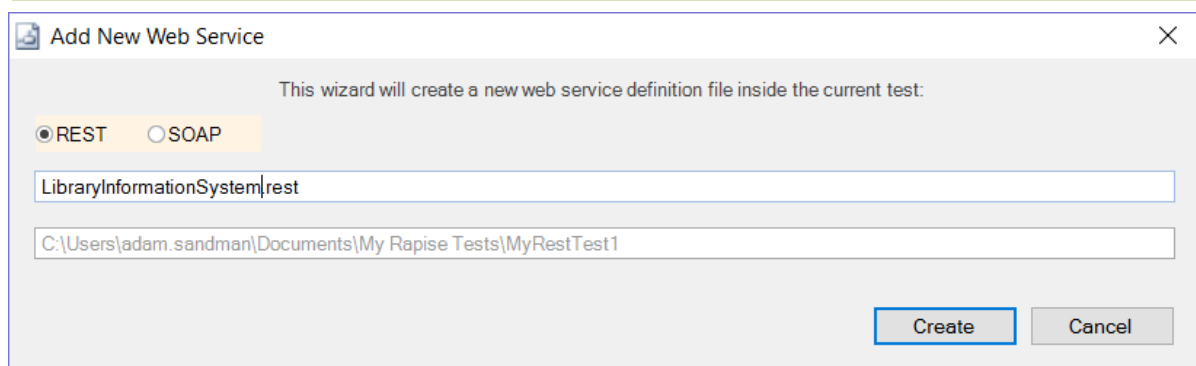 Add New Web Service
This wizard will create a new web service definition file inside the current test:
REST SOAP
LibraryInformationSystem.rest
C:\Users\adam.sandman\Documents\My Rapise Tests\MyRestTest1
Create Cancel